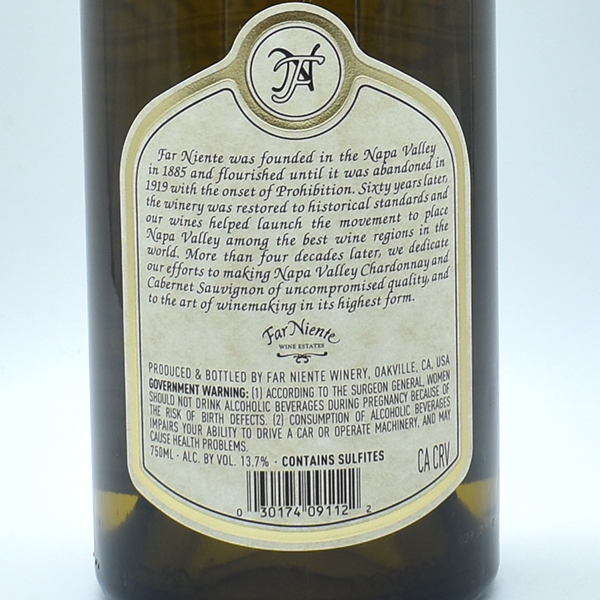 Far Niente was founded in the Napa Valley
in 1885 and flourished until it was abandoned in
1919 with the onset of Prohibition. Sixty years later,
the winery was restored to historical standards and
our wines helped launch the movement to place
Napa Valley among the best wine regions in the
world. More than four decades later, we dedicate
our efforts to making Napa Valley Chardonnay and
Cabernet Sauvignon of uncompromised quality, and
to the art of winemaking in its highest form.
Far Niente
WINE ESTATES
PRODUCED & BOTTLED BY FAR NIENTE WINERY, OAKVILLE, CA, USA
GOVERNMENT WARNING: (1) ACCORDING TO THE SURGEON GENERAL, WOMEN
SHOULD NOT DRINK ALCOHOLIC BEVERAGES DURING PREGNANCY BECAUSE OF
THE RISK OF BIRTH DEFECTS. (2) CONSUMPTION OF ALCOHOLIC BEVERAGES
IMPAIRS YOUR ABILITY TO DRIVE A CAR OR OPERATE MACHINERY, AND MAY
CAUSE HEALTH PROBLEMS.
750ML · ALC. BY VOL. 13.7% · CONTAINS SULFITES
CA CRV
0 30174 09112 2